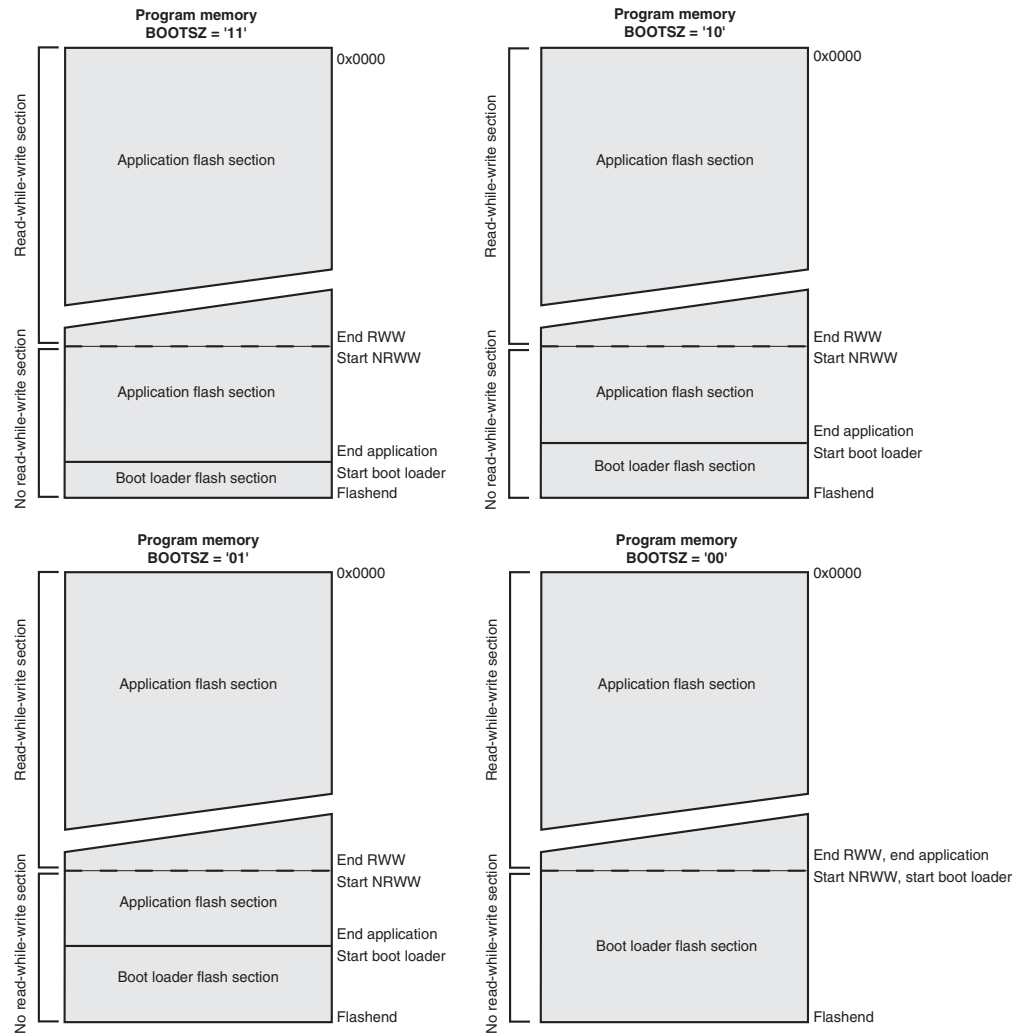 Program memory
BOOTSZ = '11'
0x0000
Read-while-write section
Application flash section
End RWW
Start NRWW
No read-while-write section
Application flash section
End application
Start boot loader
Boot loader flash section
Flashend
Program memory
BOOTSZ = '10'
0x0000
Read-while-write section
Application flash section
End RWW
Start NRWW
No read-while-write section
Application flash section
End application
Start boot loader
Boot loader flash section
Flashend
Program memory
BOOTSZ = '01'
0x0000
Read-while-write section
Application flash section
End RWW
Start NRWW
No read-while-write section
Application flash section
End application
Start boot loader
Boot loader flash section
Flashend
Program memory
BOOTSZ = '00'
0x0000
Read-while-write section
Application flash section
End RWW, end application
Start NRWW, start boot loader
No read-while-write section
Boot loader flash section
Flashend